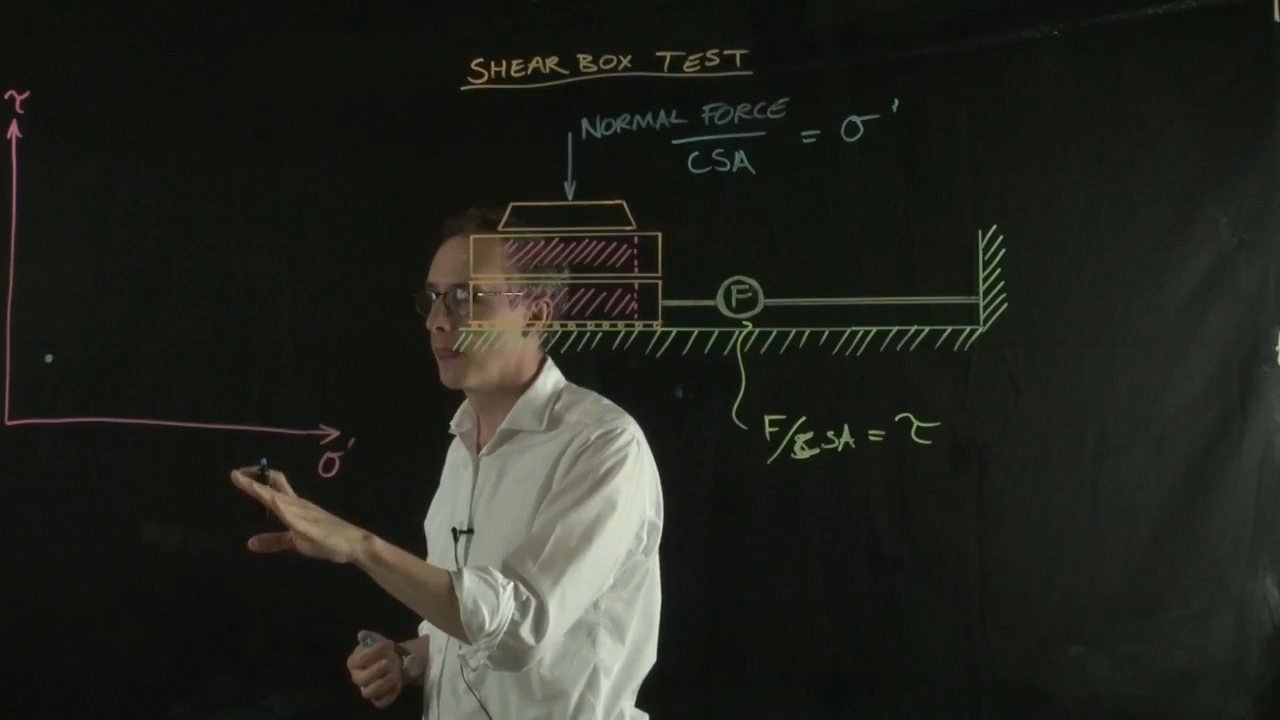 SHEAR BOX TEST
τ
NORMAL FORCE
CSA
= σ'
F
F/CSA = τ
σ'